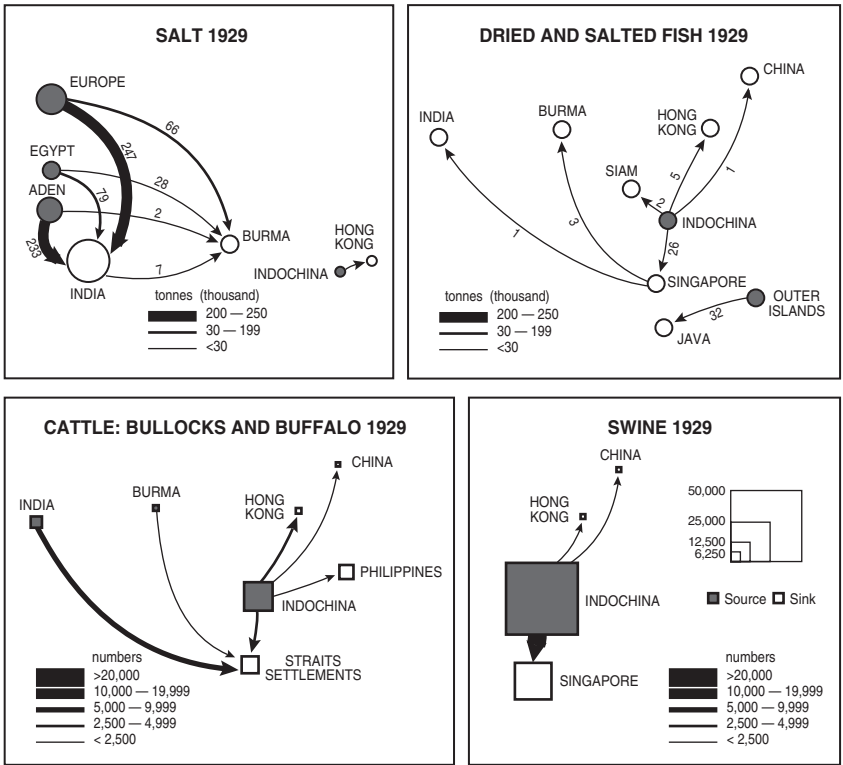 SALT 1929
EUROPE
66
247
EGYPT
28
79
ADEN
2
233
BURMA
HONG
KONG
INDOCHINA
7
INDIA
tonnes (thousand)
200 — 250
30 — 199
<30
DRIED AND SALTED FISH 1929
CHINA
INDIA
BURMA
HONG
KONG
SIAM
5
1
2
INDOCHINA
3
1
26
SINGAPORE
OUTER
ISLANDS
32
JAVA
tonnes (thousand)
200 — 250
30 — 199
<30
CATTLE: BULLOCKS AND BUFFALO 1929
CHINA
BURMA
INDIA
HONG
KONG
PHILIPPINES
INDOCHINA
STRAITS
SETTLEMENTS
numbers
>20,000
10,000 — 19,999
5,000 — 9,999
2,500 — 4,999
< 2,500
SWINE 1929
CHINA
HONG
KONG
50,000
25,000
12,500
6,250
INDOCHINA
Source Sink
SINGAPORE
numbers
>20,000
10,000 — 19,999
5,000 — 9,999
2,500 — 4,999
< 2,500